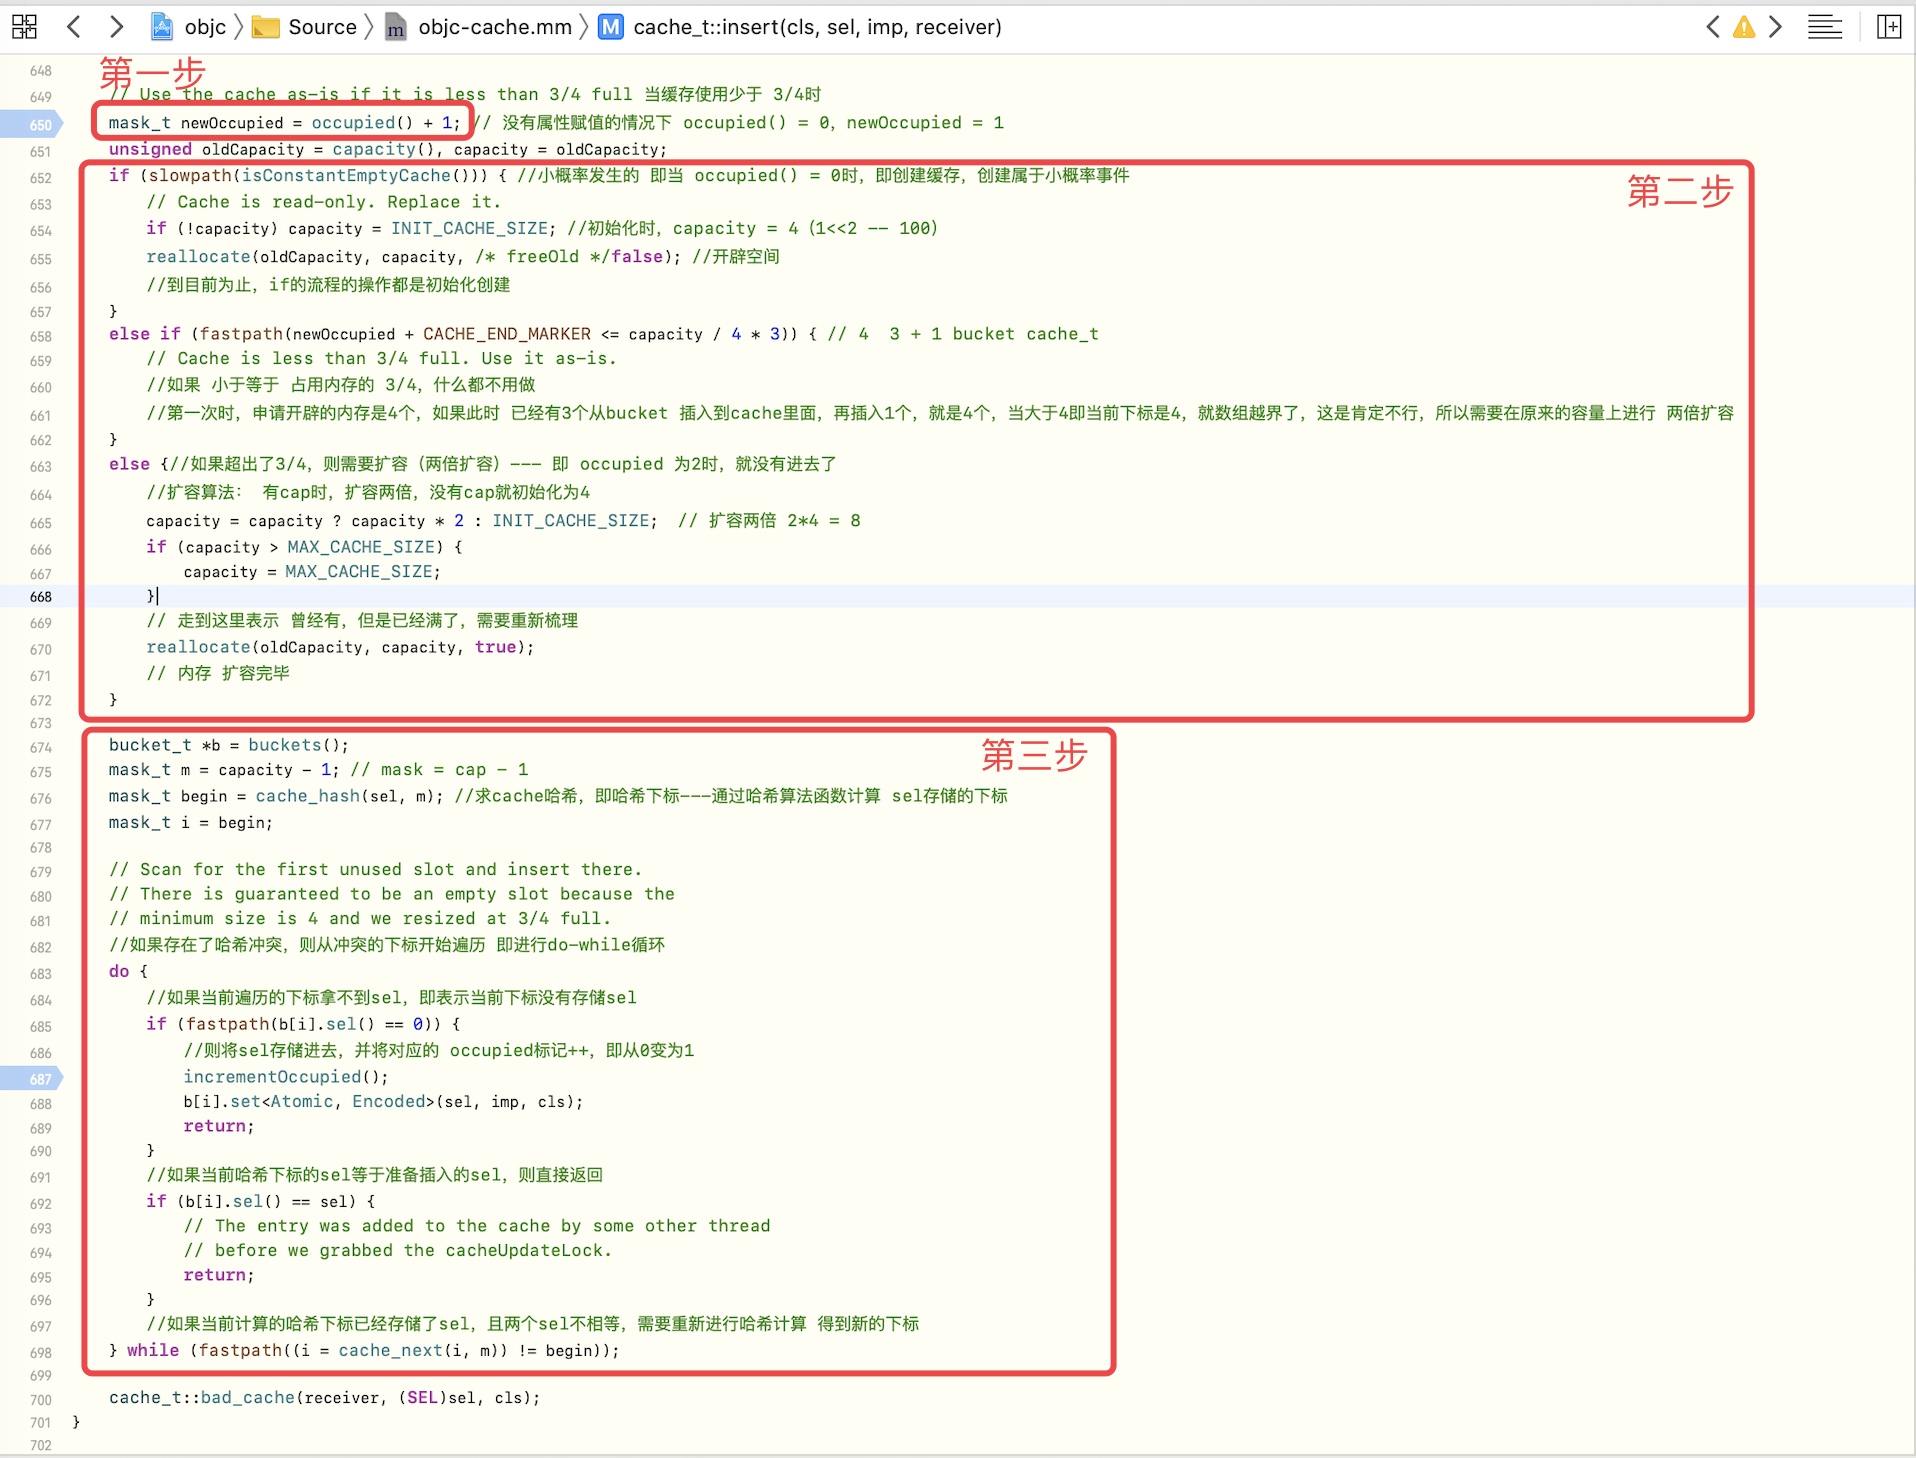 objc Source m objc-cache.mm M cache_t::insert(cls, sel, imp, receiver)
648
第一步
649 // Use the cache as-is if it is less than 3/4 full 当缓存使用少于 3/4时
650 mask_t newOccupied = occupied() + 1; // 没有属性赋值的情况下 occupied() = 0，newOccupied = 1
651 unsigned oldCapacity = capacity(), capacity = oldCapacity;
652 if (slowpath(isConstantEmptyCache())) { //小概率发生的 即当 occupied() = 0时，即创建缓存，创建属于小概率事件
第二步
653 // Cache is read-only. Replace it.
654 if (!capacity) capacity = INIT_CACHE_SIZE; //初始化时，capacity = 4（1<<2 -- 100）
655 reallocate(oldCapacity, capacity, /* freeOld */false); //开辟空间
656 //到目前为止，if的流程的操作都是初始化创建
657 }
658 else if (fastpath(newOccupied + CACHE_END_MARKER <= capacity / 4 * 3)) { // 4  3 + 1 bucket cache_t
659 // Cache is less than 3/4 full. Use it as-is.
660 //如果 小于等于 占用内存的 3/4，什么都不用做
661 //第一次时，申请开辟的内存是4个，如果此时 已经有3个从bucket 插入到cache里面，再插入1个，就是4个，当大于4即当前下标是4，就数组越界了，这是肯定不行，所以需要在原来的容量上进行 两倍扩容
662 }
663 else {//如果超出了3/4，则需要扩容（两倍扩容）--- 即 occupied 为2时，就没有进去了
664 //扩容算法： 有cap时，扩容两倍，没有cap就初始化为4
665 capacity = capacity ? capacity * 2 : INIT_CACHE_SIZE;  // 扩容两倍 2*4 = 8
666 if (capacity > MAX_CACHE_SIZE) {
667 capacity = MAX_CACHE_SIZE;
668 }
669 // 走到这里表示 曾经有，但是已经满了，需要重新梳理
670 reallocate(oldCapacity, capacity, true);
671 // 内存 扩容完毕
672 }
673
第三步
674 bucket_t *b = buckets();
675 mask_t m = capacity - 1; // mask = cap - 1
676 mask_t begin = cache_hash(sel, m); //求cache哈希，即哈希下标---通过哈希算法函数计算 sel存储的下标
677 mask_t i = begin;
678
679 // Scan for the first unused slot and insert there.
680 // There is guaranteed to be an empty slot because the
681 // minimum size is 4 and we resized at 3/4 full.
682 //如果存在了哈希冲突，则从冲突的下标开始遍历 即进行do-while循环
683 do {
684 //如果当前遍历的下标拿不到sel，即表示当前下标没有存储sel
685 if (fastpath(b[i].sel() == 0)) {
686 //则将sel存储进去，并将对应的 occupied标记++，即从0变为1
687 incrementOccupied();
688 b[i].set<Atomic, Encoded>(sel, imp, cls);
689 return;
690 }
691 //如果当前哈希下标的sel等于准备插入的sel，则直接返回
692 if (b[i].sel() == sel) {
693 // The entry was added to the cache by some other thread
694 // before we grabbed the cacheUpdateLock.
695 return;
696 }
697 //如果当前计算的哈希下标已经存储了sel，且两个sel不相等，需要重新进行哈希计算 得到新的下标
698 } while (fastpath((i = cache_next(i, m)) != begin));
699
700 cache_t::bad_cache(receiver, (SEL)sel, cls);
701 }
702